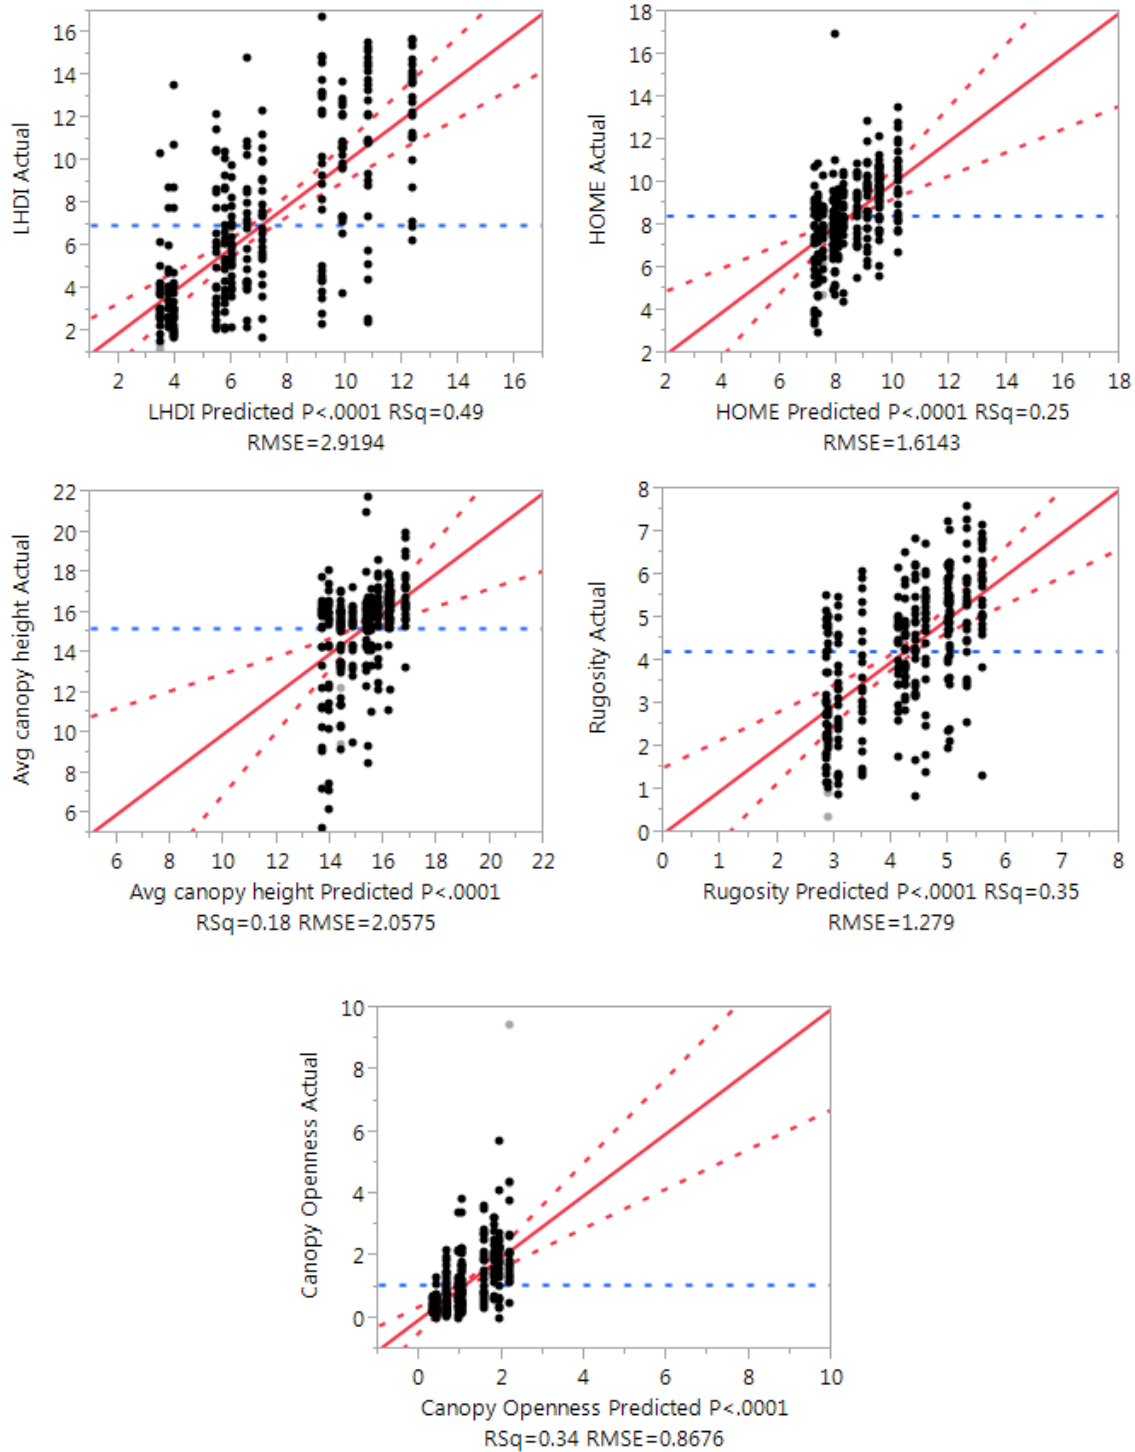 16
14
12
10
8
6
4
2
LHDI Actual
2 4 6 8 10 12 14 16
LHDI Predicted P<.0001 RSq=0.49
RMSE=2.9194
18
16
14
12
10
8
6
4
2
HOME Actual
2 4 6 8 10 12 14 16 18
HOME Predicted P<.0001 RSq=0.25
RMSE=1.6143
22
20
18
16
14
12
10
8
6
Avg canopy height Actual
6 8 10 12 14 16 18 20 22
Avg canopy height Predicted P<.0001
RSq=0.18 RMSE=2.0575
8
7
6
5
4
3
2
1
0
Rugosity Actual
0 1 2 3 4 5 6 7 8
Rugosity Predicted P<.0001 RSq=0.35
RMSE=1.279
10
8
6
4
2
0
Canopy Openness Actual
0 2 4 6 8 10
Canopy Openness Predicted P<.0001
RSq=0.34 RMSE=0.8676